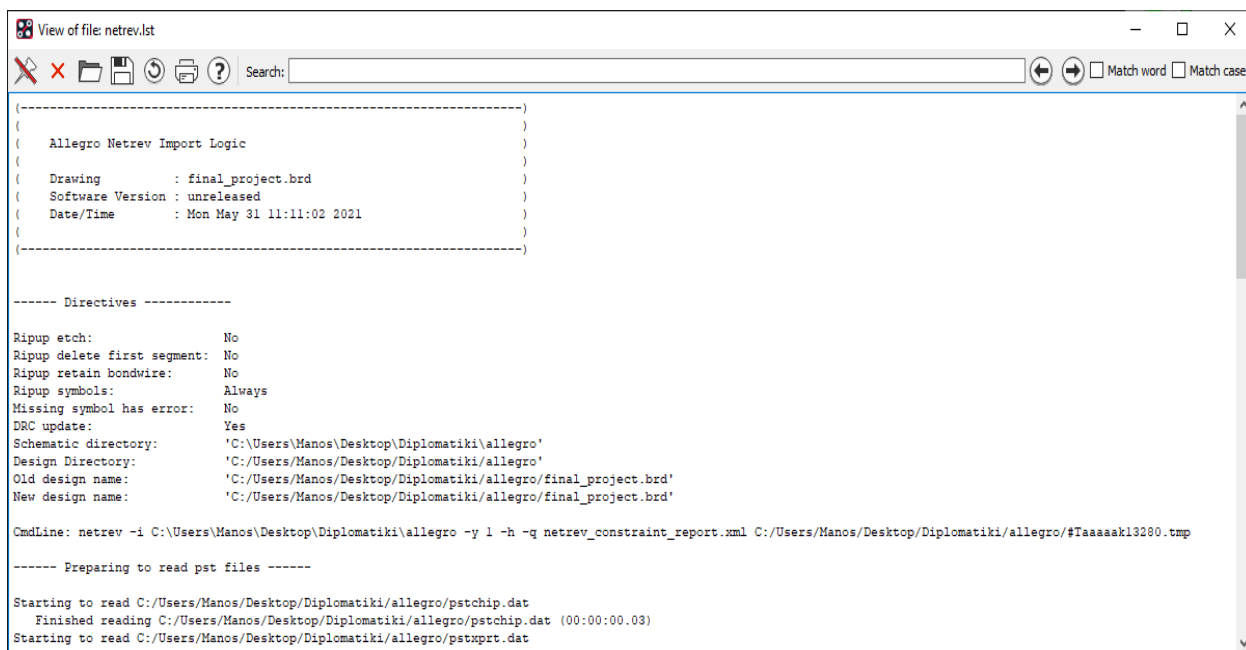 View of file: netrev.lst
Search: Match word Match case
(---------------------------------------------------------------------)
( )
( Allegro Netrev Import Logic )
( )
( Drawing : final_project.brd )
( Software Version : unreleased )
( Date/Time : Mon May 31 11:11:02 2021 )
( )
(---------------------------------------------------------------------)
------ Directives ------------
Ripup etch: No
Ripup delete first segment: No
Ripup retain bondwire: No
Ripup symbols: Always
Missing symbol has error: No
DRC update: Yes
Schematic directory: 'C:\Users\Manos\Desktop\Diplomatiki\allegro'
Design Directory: 'C:/Users/Manos/Desktop/Diplomatiki/allegro'
Old design name: 'C:/Users/Manos/Desktop/Diplomatiki/allegro/final_project.brd'
New design name: 'C:/Users/Manos/Desktop/Diplomatiki/allegro/final_project.brd'
CmdLine: netrev -i C:\Users\Manos\Desktop\Diplomatiki\allegro -y 1 -h -q netrev_constraint_report.xml C:/Users/Manos/Desktop/Diplomatiki/allegro/#Taaaaak13280.tmp
------ Preparing to read pst files ------
Starting to read C:/Users/Manos/Desktop/Diplomatiki/allegro/pstchip.dat
Finished reading C:/Users/Manos/Desktop/Diplomatiki/allegro/pstchip.dat (00:00:00.03)
Starting to read C:/Users/Manos/Desktop/Diplomatiki/allegro/pstxprt.dat